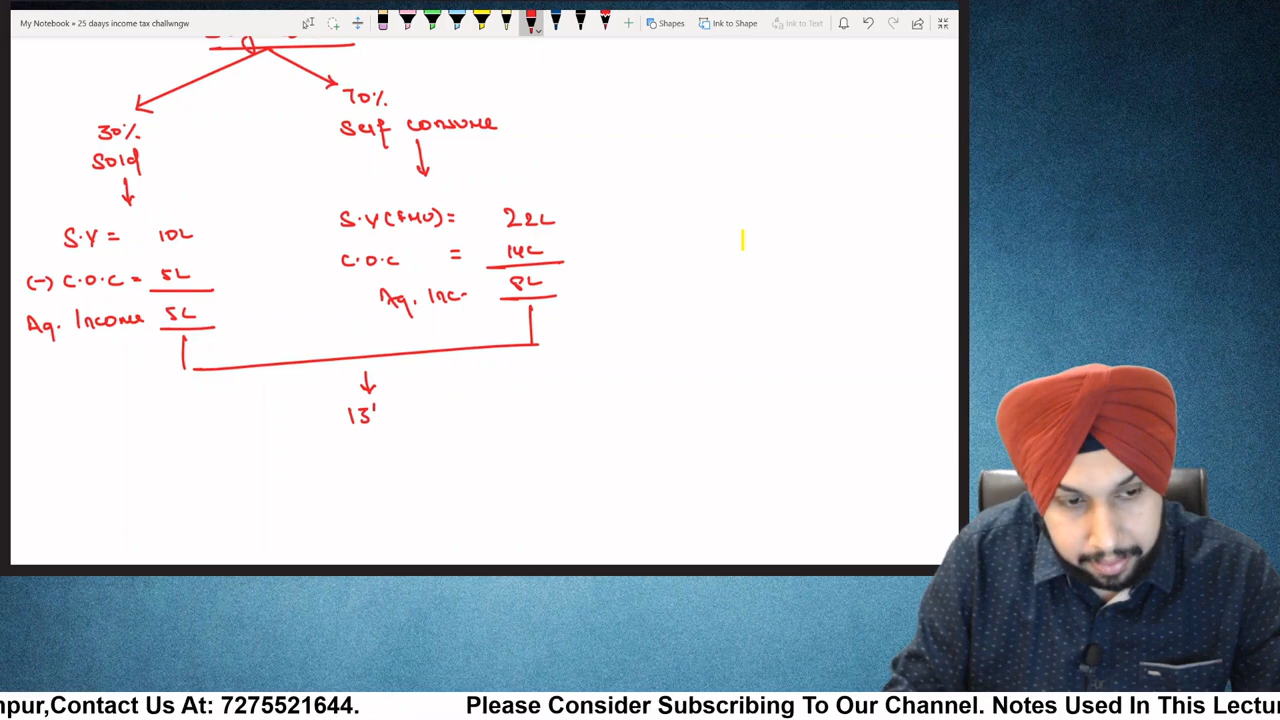 My Notebook » 25 daays income tax challwngw
Shapes
Ink to Shape
Ink to Text
30%
Sold
70%
Self consume
S.Y = 10L
(-) C.O.C = 5L
Ag. Income 5L
S.Y (FMV) = 22L
C.O.C = 14L
Ag. Inc. 8L
13'
npur,Contact Us At: 7275521644.
Please Consider Subscribing To Our Channel. Notes Used In This Lectu